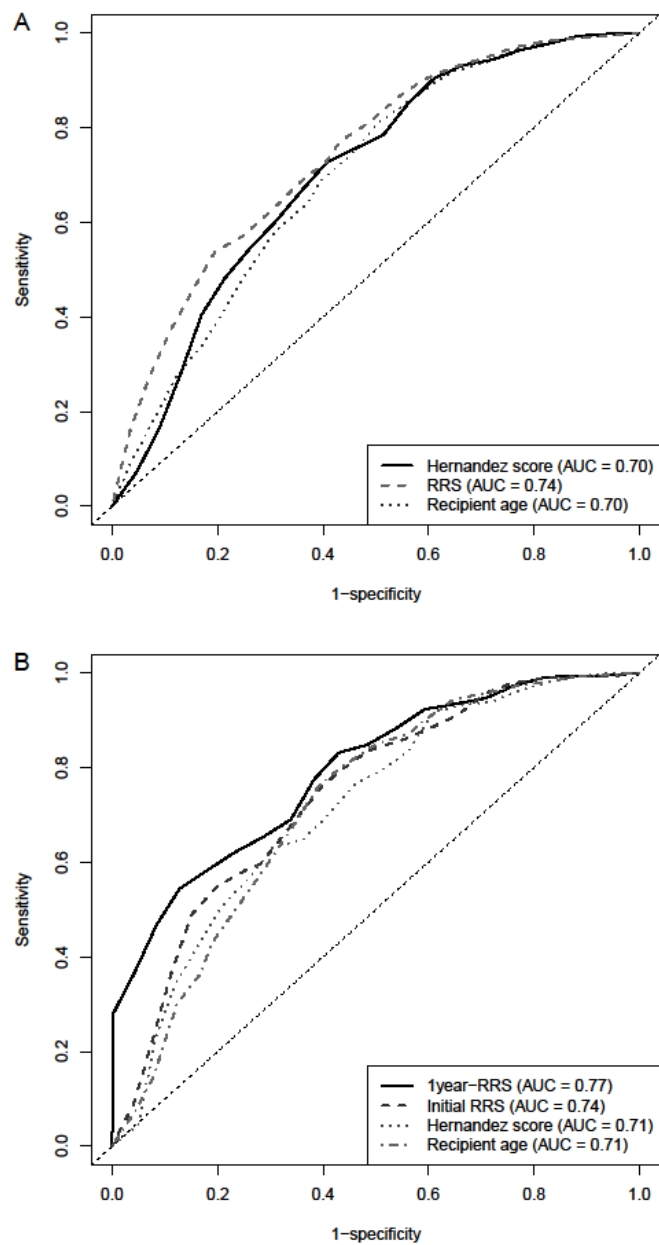 A
1.0
0.8
0.6
0.4
0.2
0.0
Sensitivity
Hernandez score (AUC = 0.70)
RRS (AUC = 0.74)
Recipient age (AUC = 0.70)
0.0 0.2 0.4 0.6 0.8 1.0
1−specificity
B
1.0
0.8
0.6
0.4
0.2
0.0
Sensitivity
1year−RRS (AUC = 0.77)
Initial RRS (AUC = 0.74)
Hernandez score (AUC = 0.71)
Recipient age (AUC = 0.71)
0.0 0.2 0.4 0.6 0.8 1.0
1−specificity